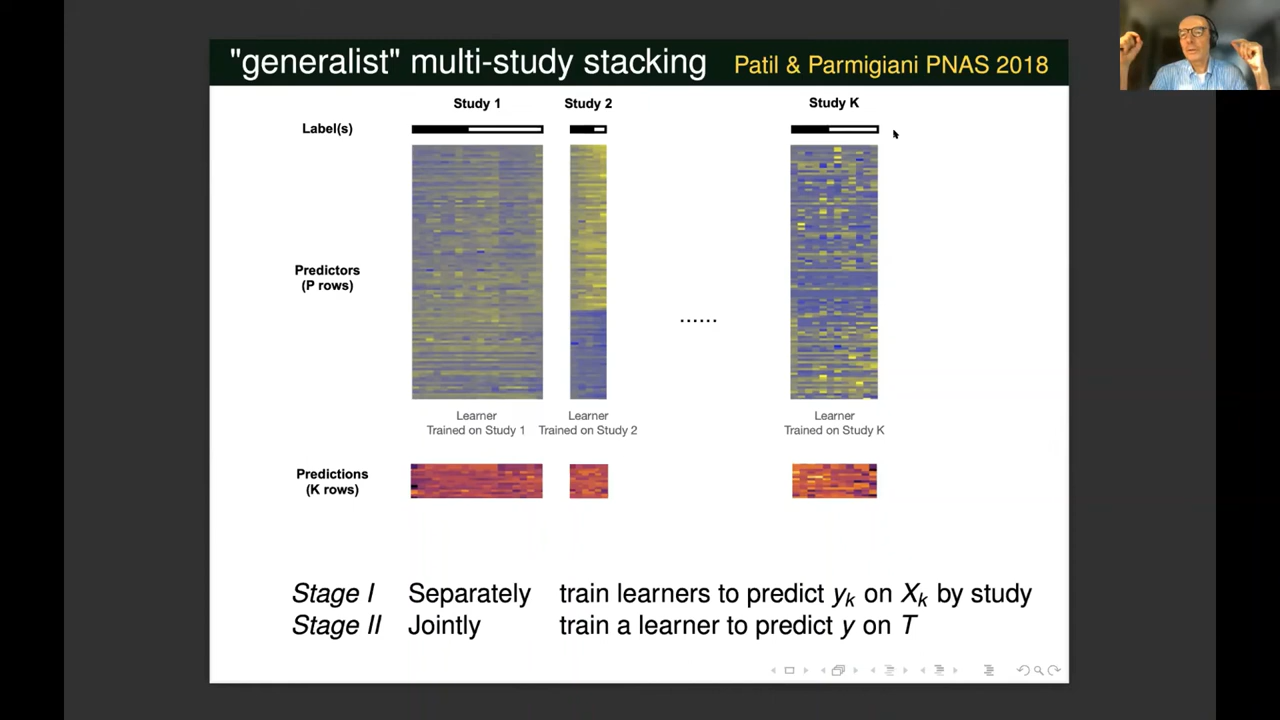 "generalist" multi-study stacking Patil & Parmigiani PNAS 2018
Study 1 Study 2 Study K
Label(s)
Predictors
(P rows)
......
Learner Learner Learner
Trained on Study 1 Trained on Study 2 Trained on Study K
Predictions
(K rows)
Stage I Separately train learners to predict yk on Xk by study
Stage II Jointly train a learner to predict y on T